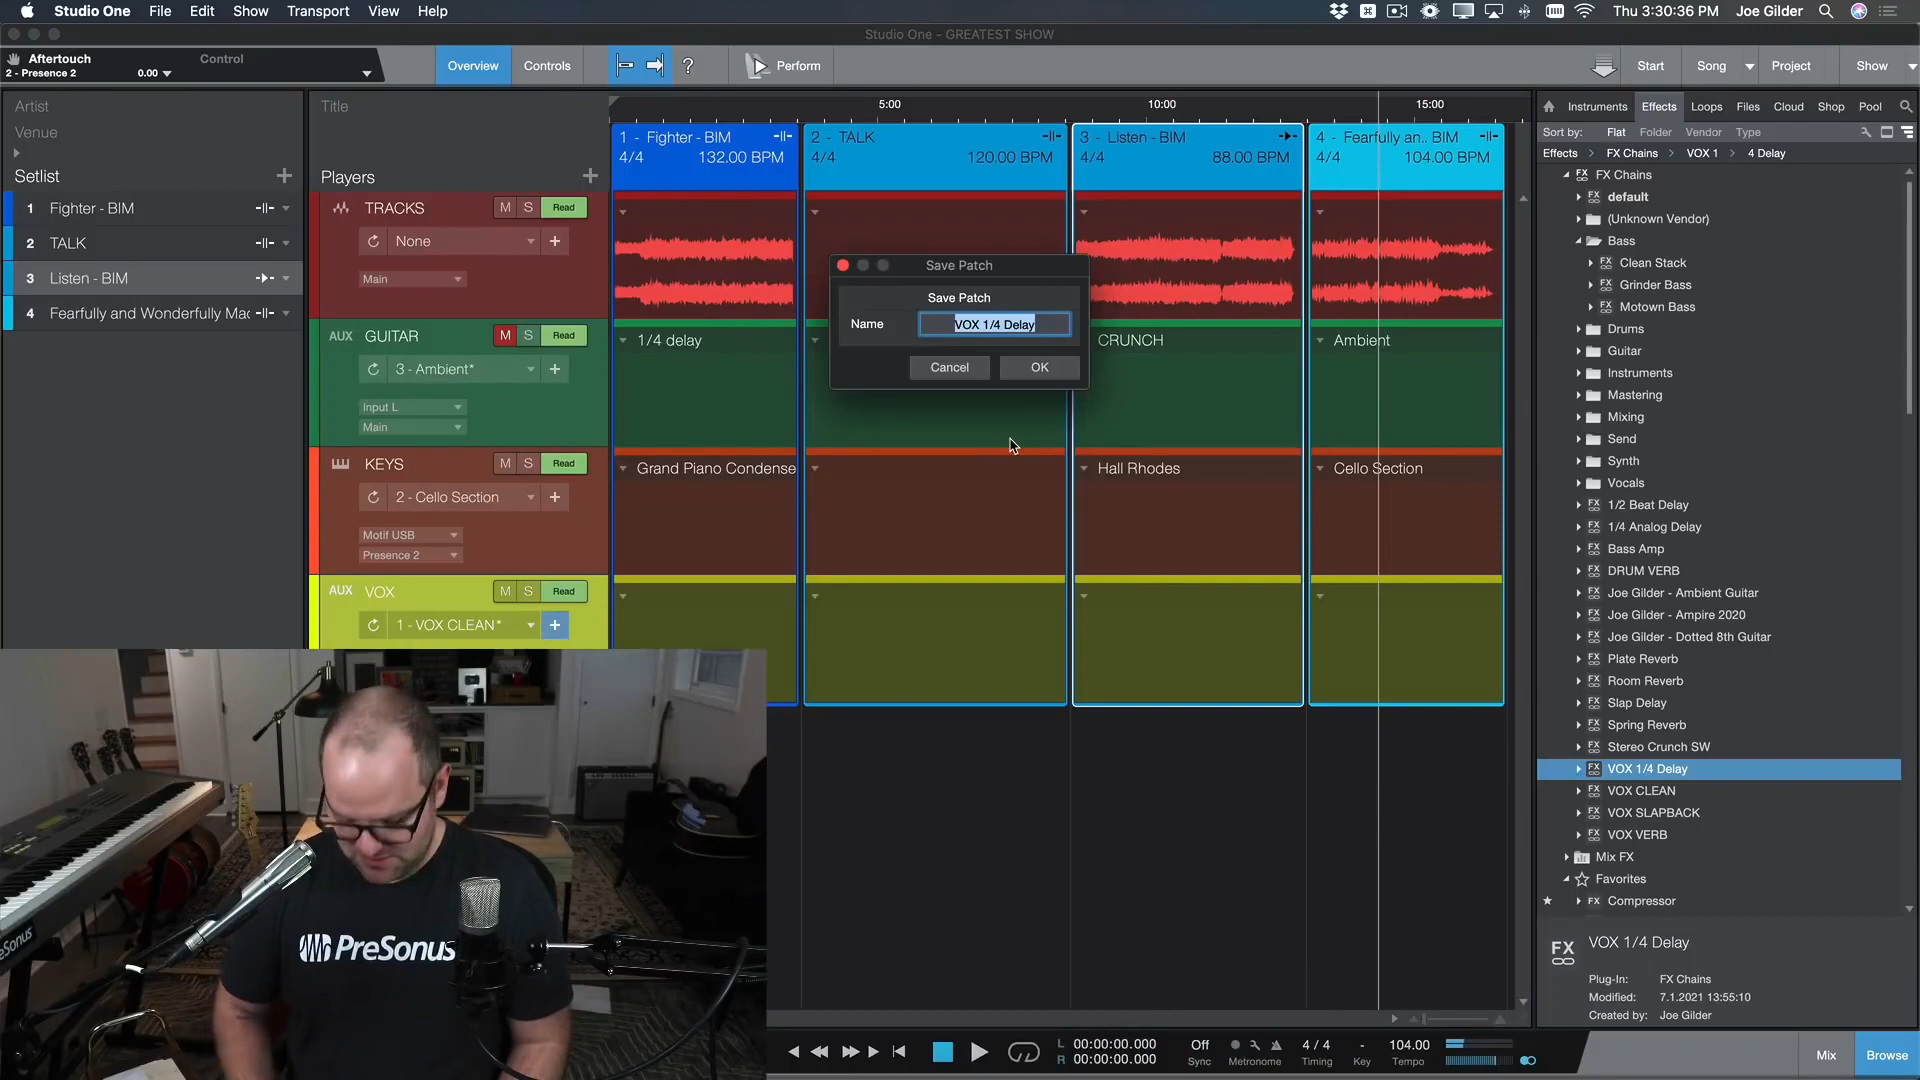 Studio One File Edit Show Transport View Help
Thu 3:30:36 PM Joe Gilder
Studio One - GREATEST SHOW
Aftertouch
Control
2 - Presence 2 0.00
Overview Controls ? Perform
Start Song Project Show
Artist
Venue
Setlist
1 Fighter - BIM
2 TALK
3 Listen - BIM
4 Fearfully and Wonderfully Mad
Title
Players
TRACKS M S Read
None
Main
AUX GUITAR M S Read
3 - Ambient*
Input L
Main
KEYS M S Read
2 - Cello Section
Motif USB
Presence 2
AUX VOX M S Read
1 - VOX CLEAN*
5:00 10:00 15:00
1 - Fighter - BIM
4/4 132.00 BPM
2 - TALK
4/4 120.00 BPM
3 - Listen - BIM
4/4 88.00 BPM
4 - Fearfully an.. BIM
4/4 104.00 BPM
1/4 delay
CRUNCH
Ambient
Grand Piano Condense
Hall Rhodes
Cello Section
Save Patch
Save Patch
Name VOX 1/4 Delay
Cancel OK
Instruments Effects Loops Files Cloud Shop Pool
Sort by: Flat Folder Vendor Type
Effects > FX Chains > VOX 1 > 4 Delay
FX Chains
default
(Unknown Vendor)
Bass
Clean Stack
Grinder Bass
Motown Bass
Drums
Guitar
Instruments
Mastering
Mixing
Send
Synth
Vocals
1/2 Beat Delay
1/4 Analog Delay
Bass Amp
DRUM VERB
Joe Gilder - Ambient Guitar
Joe Gilder - Ampire 2020
Joe Gilder - Dotted 8th Guitar
Plate Reverb
Room Reverb
Slap Delay
Spring Reverb
Stereo Crunch SW
VOX 1/4 Delay
VOX CLEAN
VOX SLAPBACK
VOX VERB
Mix FX
Favorites
FX Compressor
FX VOX 1/4 Delay
Plug-In: FX Chains
Modified: 7.1.2021 13:55:10
Created by: Joe Gilder
PreSonus
PreSonus
L 00:00:00.000
R 00:00:00.000
Off
Sync
Metronome
4 / 4
Timing
-
Key
104.00
Tempo
Mix Browse